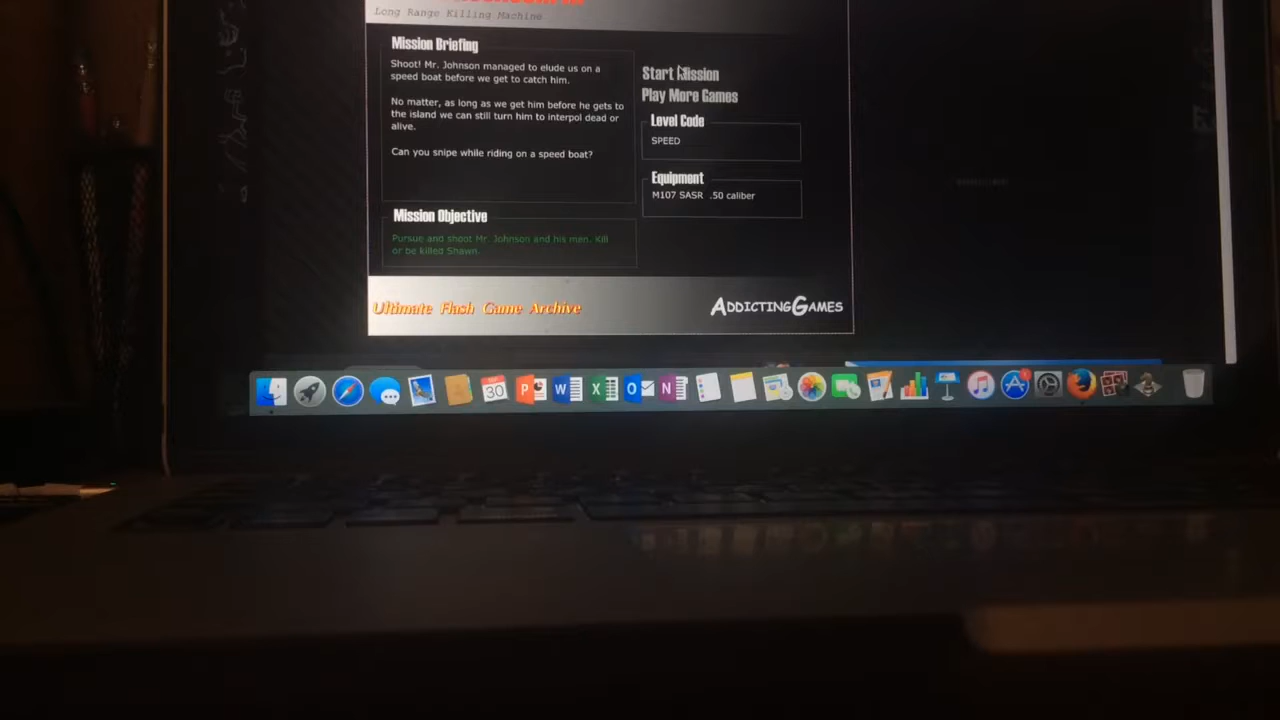 Long Range Killing Machine
Mission Briefing
Shoot! Mr. Johnson managed to elude us on a
speed boat before we get to catch him.
No matter, as long as we get him before he gets to
the island we can still turn him to interpol dead or
alive.
Can you snipe while riding on a speed boat?
Mission Objective
Pursue and shoot Mr. Johnson and his men. Kill
or be killed Shawn.
Start Mission
Play More Games
Level Code
SPEED
Equipment
M107 SASR .50 caliber
Ultimate Flash Game Archive
ADDICTINGGAMES
30
P
W
X
O
N